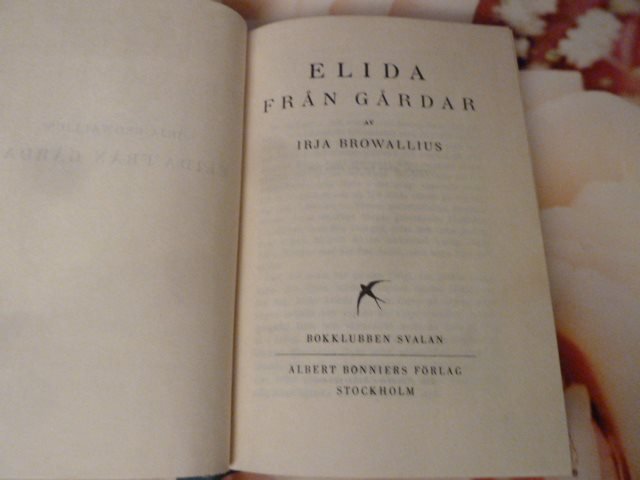 ELIDA
FRÅN GÅRDAR
AV
IRJA BROWALLIUS
BOKKLUBBEN SVALAN
ALBERT BONNIERS FÖRLAG
STOCKHOLM